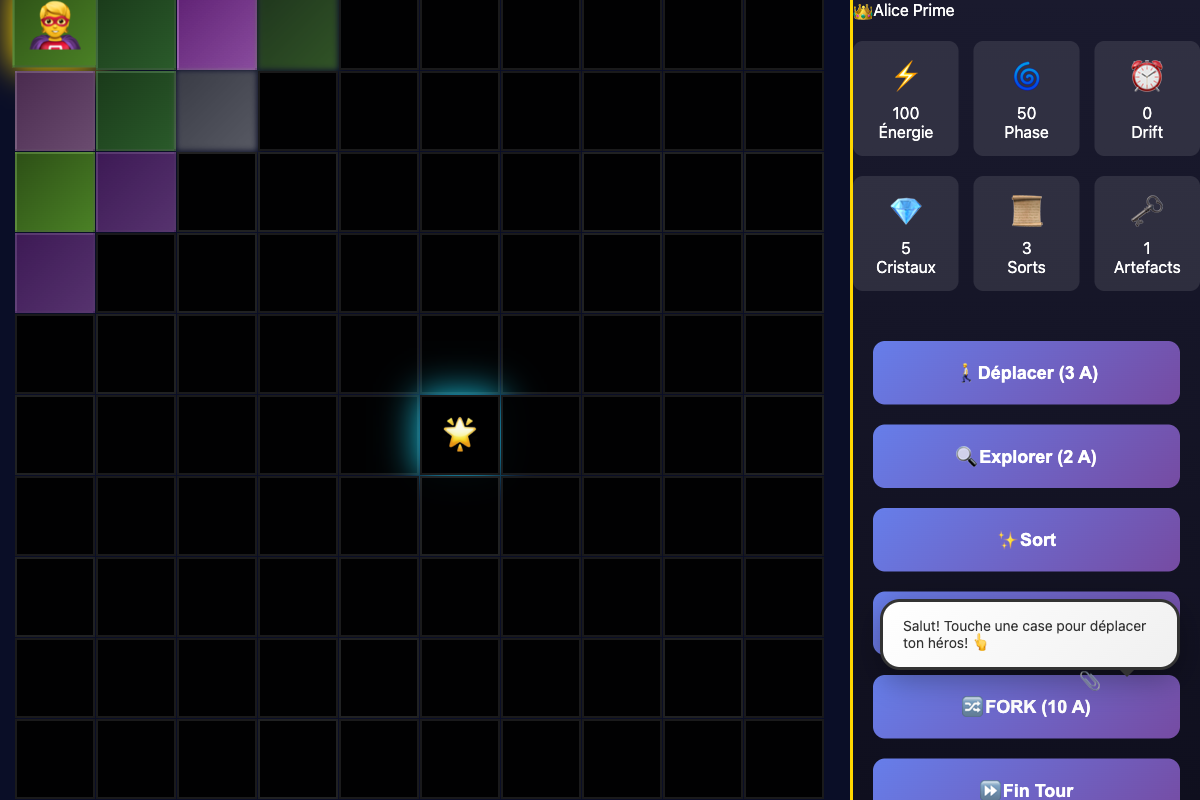 Alice Prime
100
Énergie
50
Phase
0
Drift
5
Cristaux
3
Sorts
1
Artefacts
Déplacer (3 A)
Explorer (2 A)
Sort
Salut! Touche une case pour déplacer
ton héros!
FORK (10 A)
Fin Tour